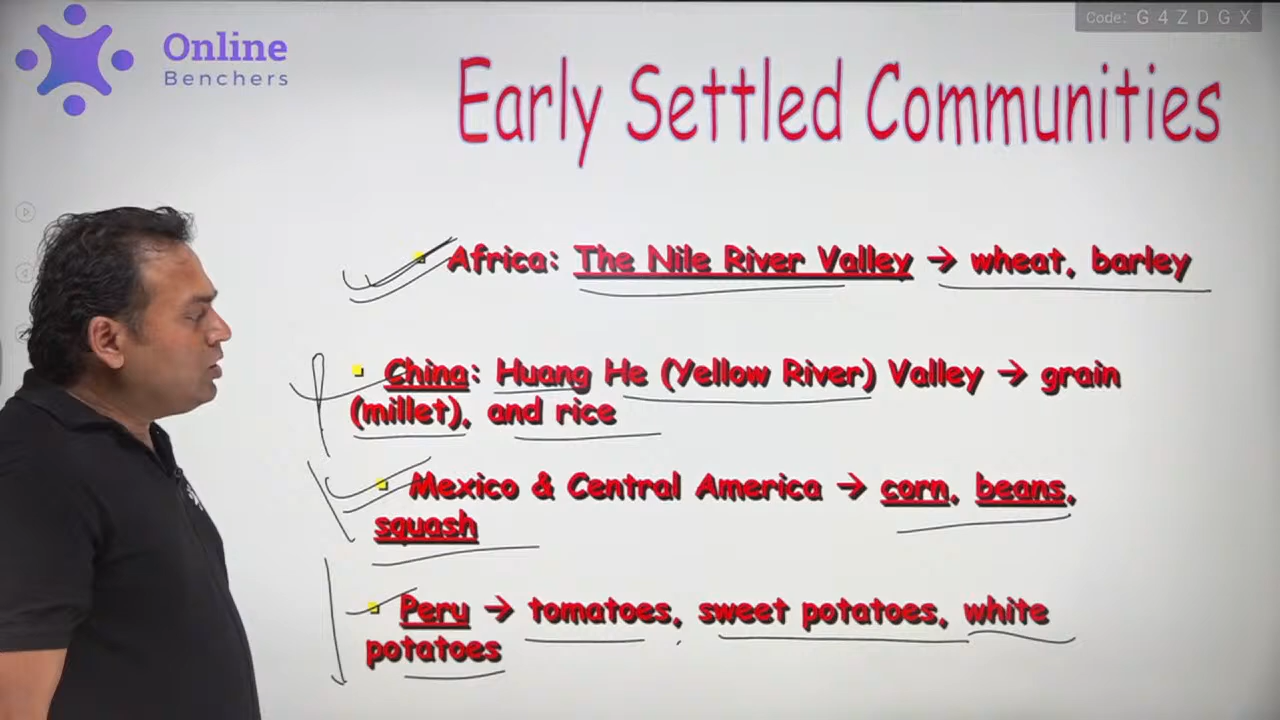 Code: G 4 Z D G X
Online
Benchers
Early Settled Communities
Africa: The Nile River Valley → wheat, barley
China: Huang He (Yellow River) Valley → grain
(millet), and rice
Mexico & Central America → corn, beans,
squash
Peru → tomatoes, sweet potatoes, white
potatoes